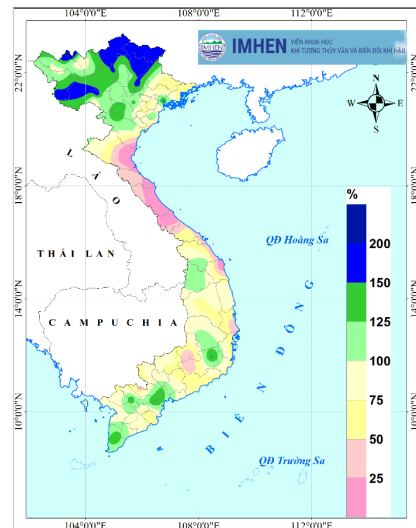 104°0'0"E 108°0'0"E 112°0'0"E
IMHEN VIỆN KHOA HỌC
KHÍ TƯỢNG THỦY VĂN VÀ BIẾN ĐỔI KHÍ HẬU
22°0'0"N
22°0'0"N
N
W E
S
LÀO
18°0'0"N
18°0'0"N
%
QĐ Hoàng Sa
200
THÁI LAN
150
14°0'0"N
14°0'0"N
125
CAMPUCHIA
100
BIỂN ĐÔNG
75
10°0'0"N
10°0'0"N
50
QĐ Trường Sa
25
104°0'0"E 108°0'0"E 112°0'0"E